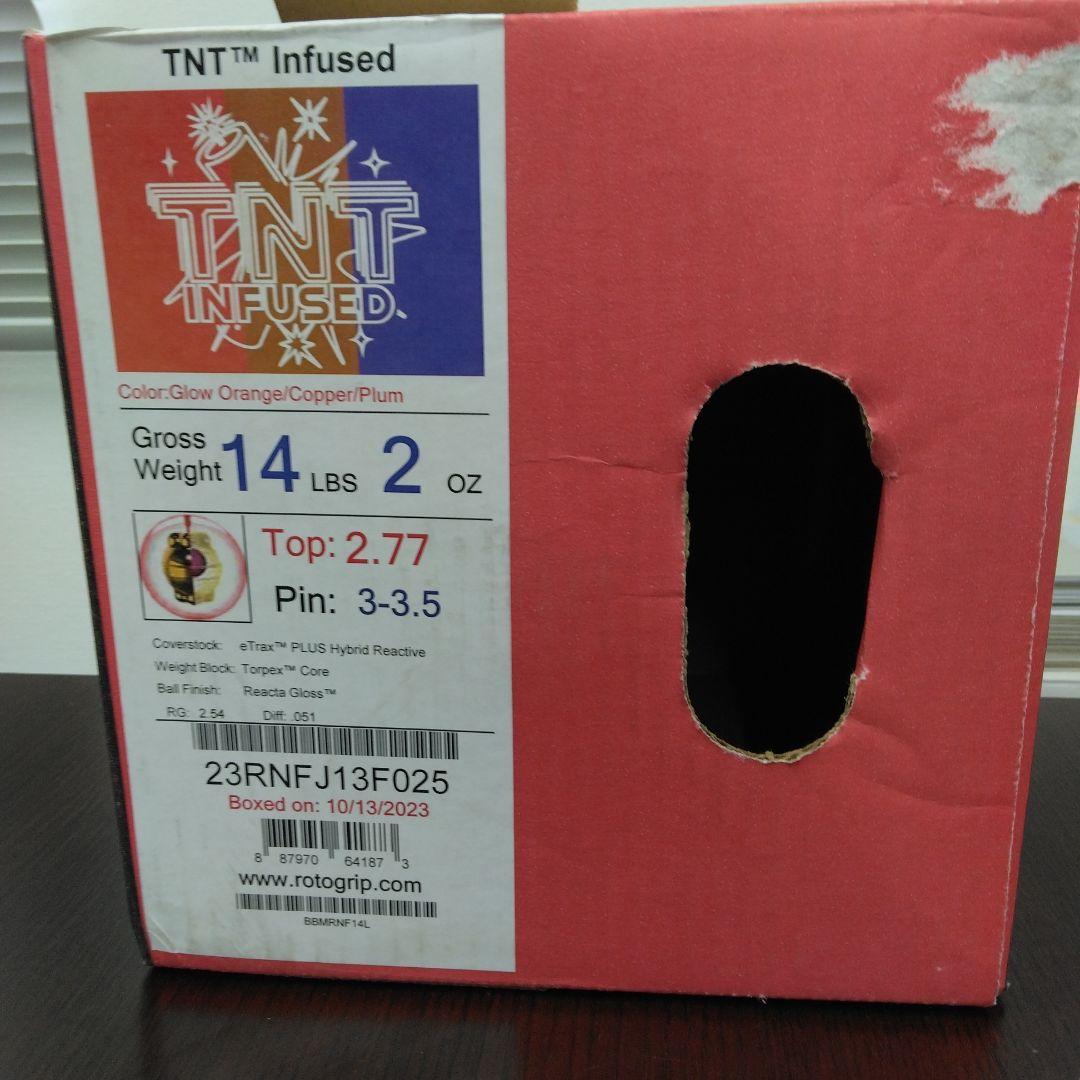 TNT™ Infused
TNT
INFUSED
Color:Glow Orange/Copper/Plum
Gross Weight 14 LBS 2 OZ
Top: 2.77
Pin: 3-3.5
Coverstock: eTrax™ PLUS Hybrid Reactive
Weight Block: Torpex™ Core
Ball Finish: Reacta Gloss™
RG: 2.54 Diff: .051
23RNFJ13F025
Boxed on: 10/13/2023
8 87970 64187 3
www.rotogrip.com
BBMRNF14L